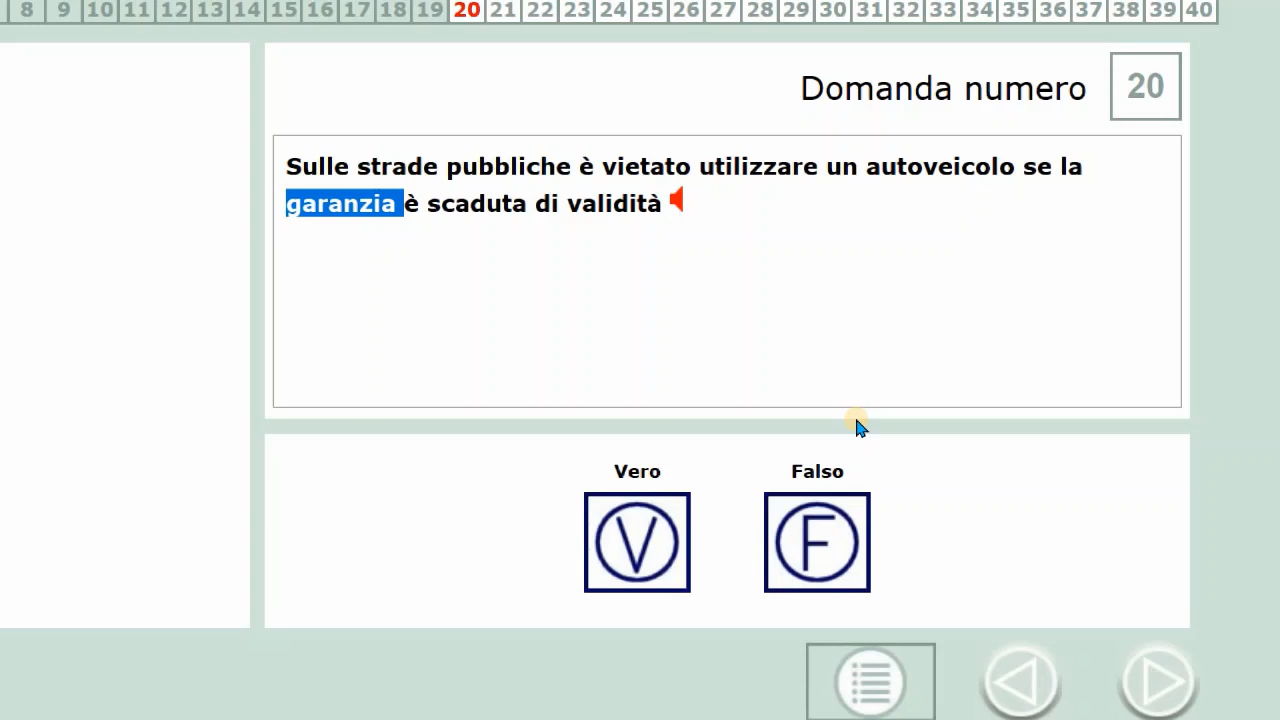 8 9 10 11 12 13 14 15 16 17 18 19 20 21 22 23 24 25 26 27 28 29 30 31 32 33 34 35 36 37 38 39 40
Domanda numero 20
Sulle strade pubbliche è vietato utilizzare un autoveicolo se la
garanzia è scaduta di validità
Vero Falso
V F